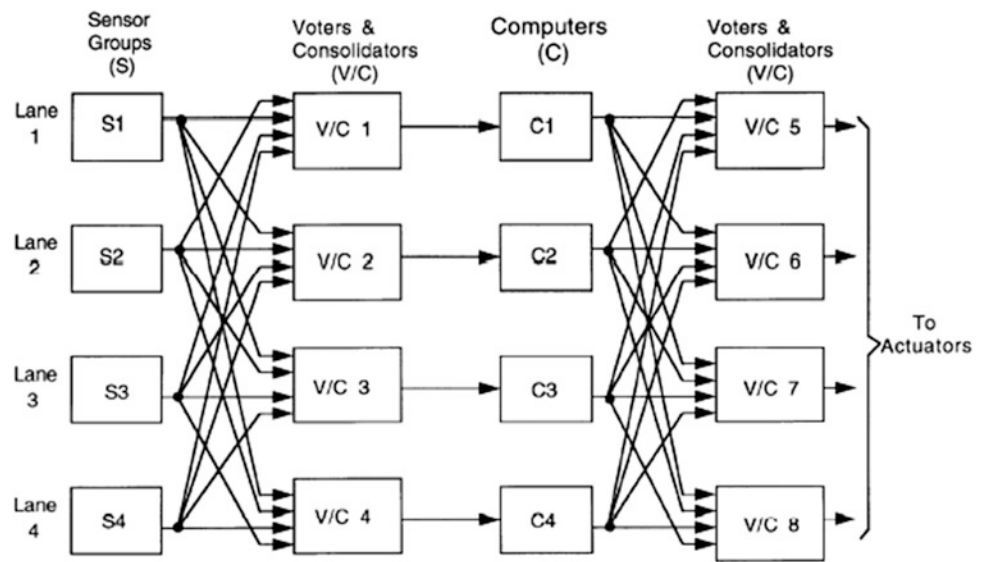 Sensor
Groups
(S)
Voters &
Consolidators
(V/C)
Computers
(C)
Voters &
Consolidators
(V/C)
Lane
1
S1
V/C 1
C1
V/C 5
Lane
2
S2
V/C 2
C2
V/C 6
To
Actuators
Lane
3
S3
V/C 3
C3
V/C 7
Lane
4
S4
V/C 4
C4
V/C 8